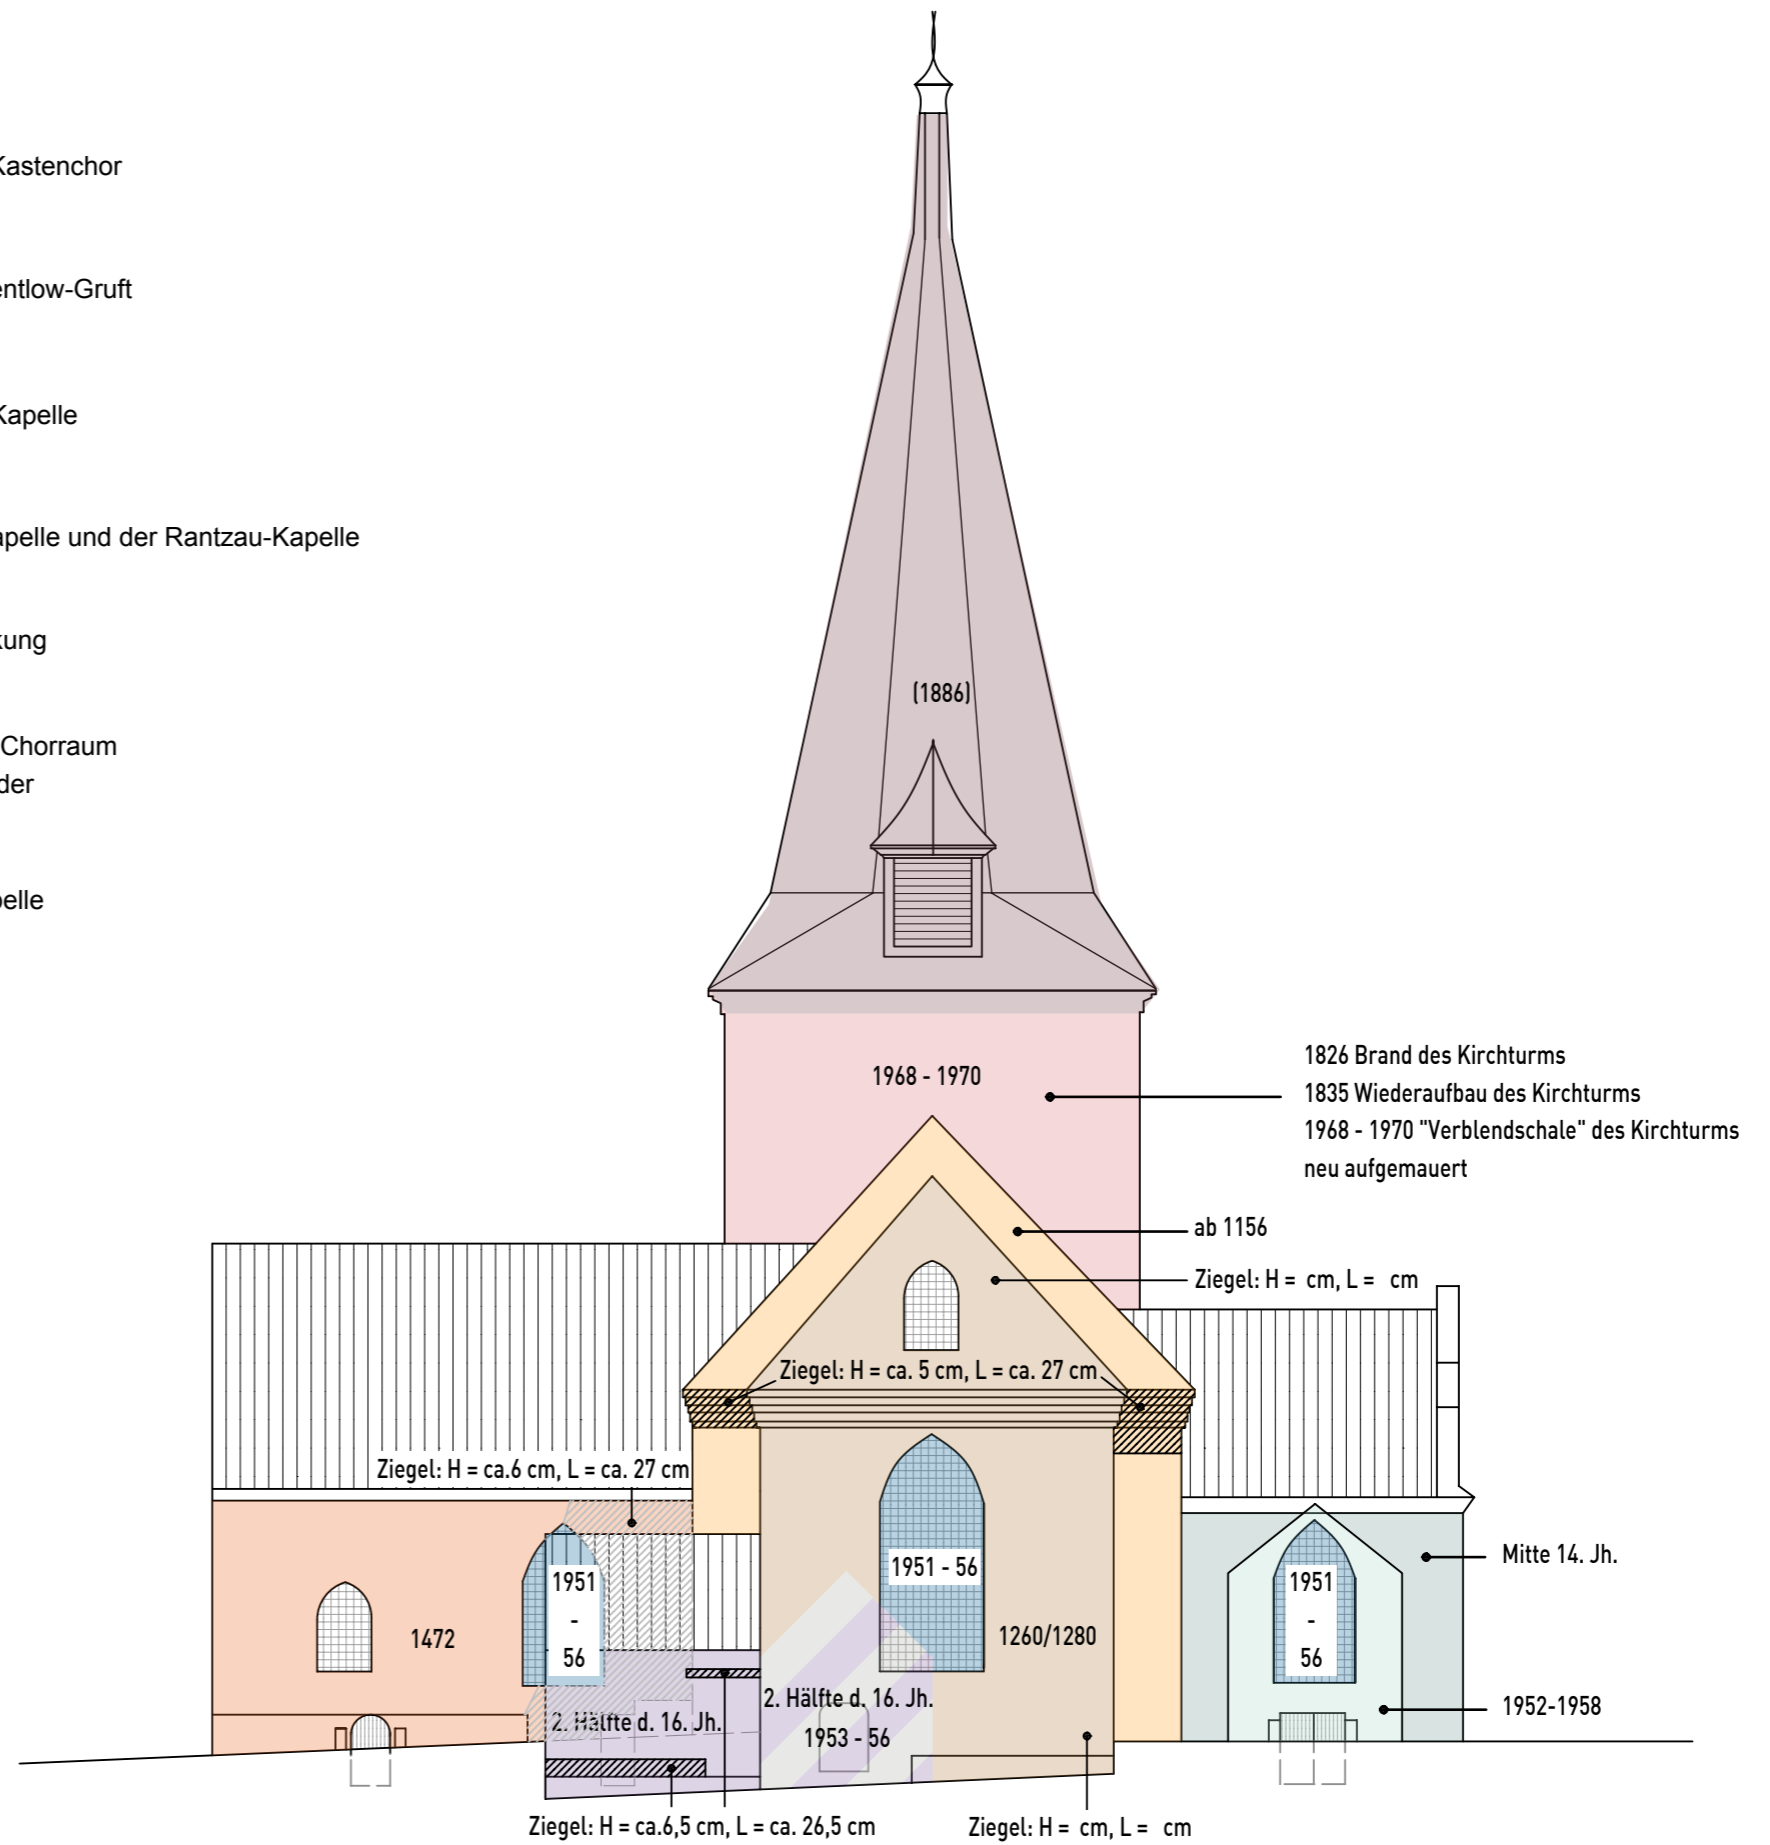 Kastenchor
entlow-Gruft
Kapelle
apelle und der Rantzau-Kapelle
kung
Chorraum
der
pelle
(1886)
1968 - 1970
1826 Brand des Kirchturms
1835 Wiederaufbau des Kirchturms
1968 - 1970 "Verblendschale" des Kirchturms
neu aufgemauert
ab 1156
Ziegel: H = cm, L = cm
Ziegel: H = ca. 5 cm, L = ca. 27 cm
Ziegel: H = ca.6 cm, L = ca. 27 cm
1951
-
56
1951 - 56
1951
-
56
Mitte 14. Jh.
1472
1260/1280
2. Hälfte d. 16. Jh.
1953 - 56
2. Hälfte d. 16. Jh.
1952-1958
Ziegel: H = ca.6,5 cm, L = ca. 26,5 cm
Ziegel: H = cm, L = cm